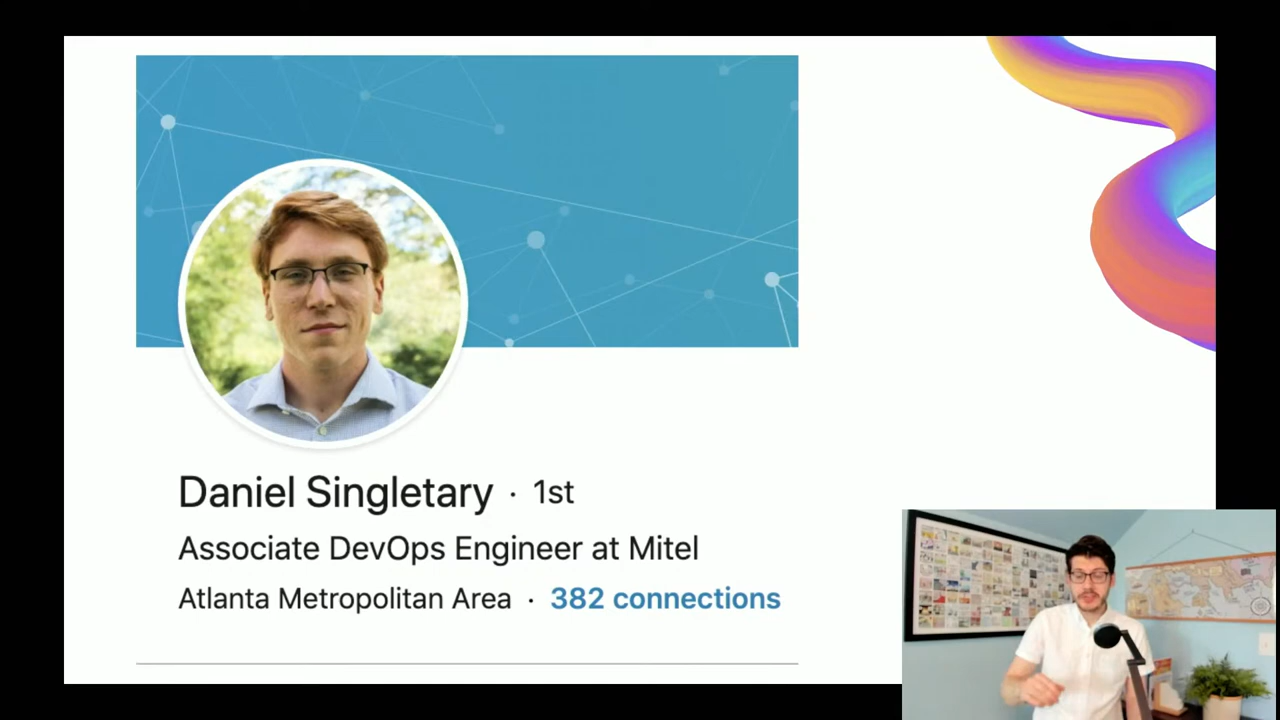 Daniel Singletary · 1st
Associate DevOps Engineer at Mitel
Atlanta Metropolitan Area · 382 connections